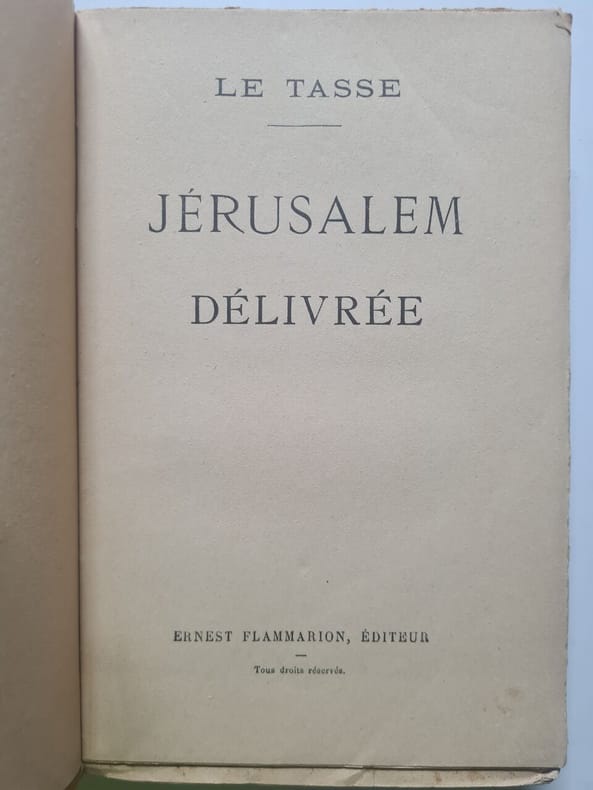 LE TASSE
JÉRUSALEM
DÉLIVRÉE
ERNEST FLAMMARION, ÉDITEUR
Tous droits réservés.